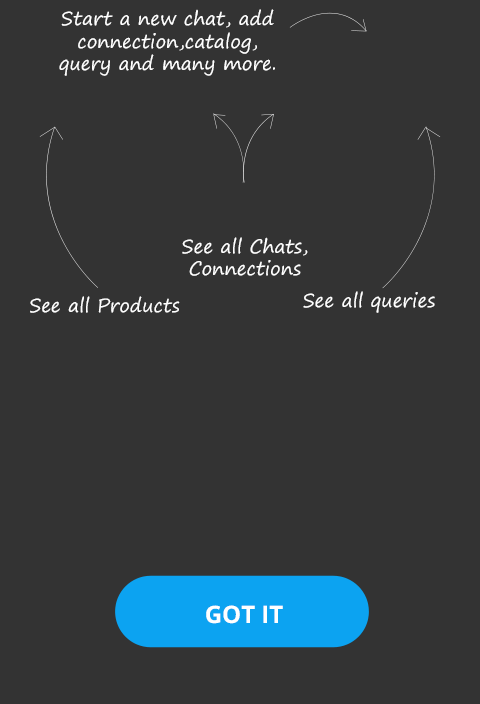 Start a new chat, add
connection,catalog,
query and many more.
See all Chats,
Connections
See all Products
See all queries
GOT IT